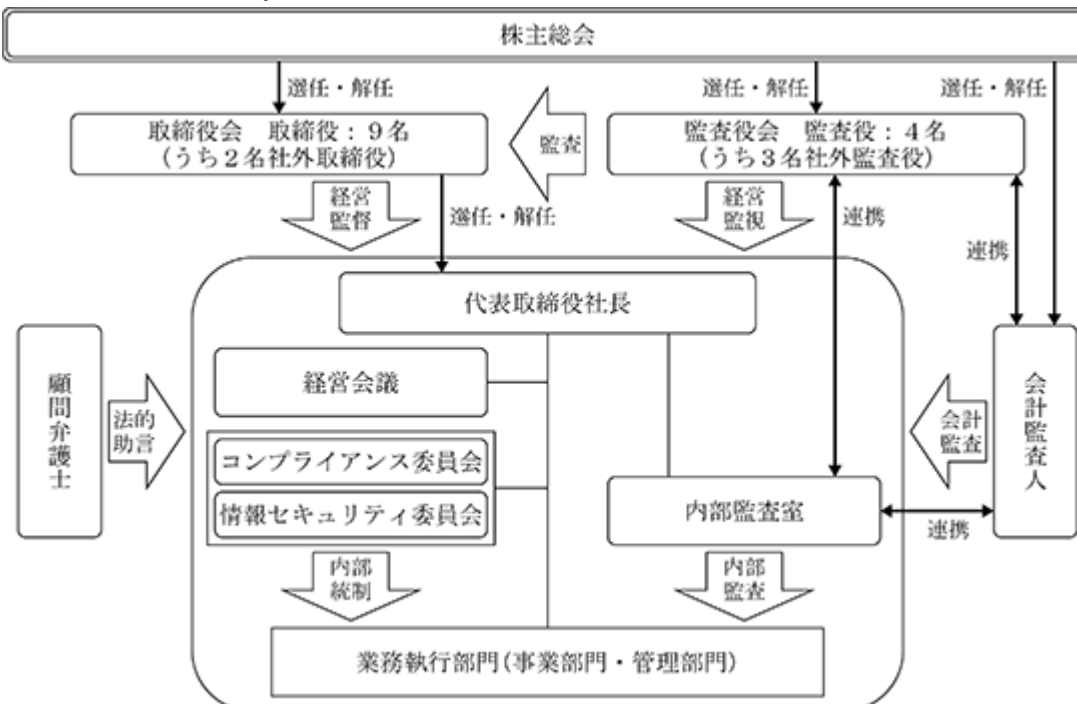 株主総会
選任・解任
選任・解任
選任・解任
取締役会 取締役：９名
(うち２名社外取締役)
監査
監査役会 監査役：４名
(うち３名社外監査役)
経営
監督
選任・解任
経営
監視
連携
連携
代表取締役社長
顧問弁護士
法的
助言
経営会議
コンプライアンス委員会
情報セキュリティ委員会
内部監査室
会計
監査
会計監査人
連携
内部
統制
内部
監査
業務執行部門(事業部門・管理部門)